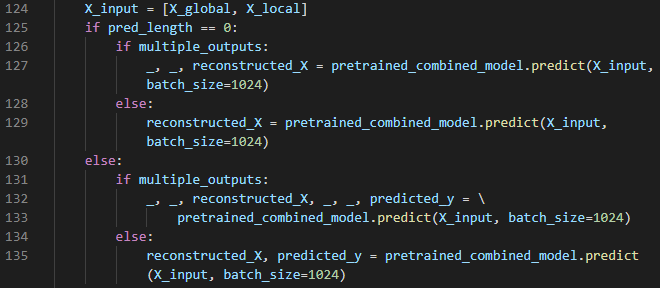 124 X_input = [X_global, X_local]
125 if pred_length == 0:
126 if multiple_outputs:
127 _, _, reconstructed_X = pretrained_combined_model.predict(X_input,
batch_size=1024)
128 else:
129 reconstructed_X = pretrained_combined_model.predict(X_input,
batch_size=1024)
130 else:
131 if multiple_outputs:
132 _, _, reconstructed_X, _, _, predicted_y = \
133 pretrained_combined_model.predict(X_input, batch_size=1024)
134 else:
135 reconstructed_X, predicted_y = pretrained_combined_model.predict
(X_input, batch_size=1024)